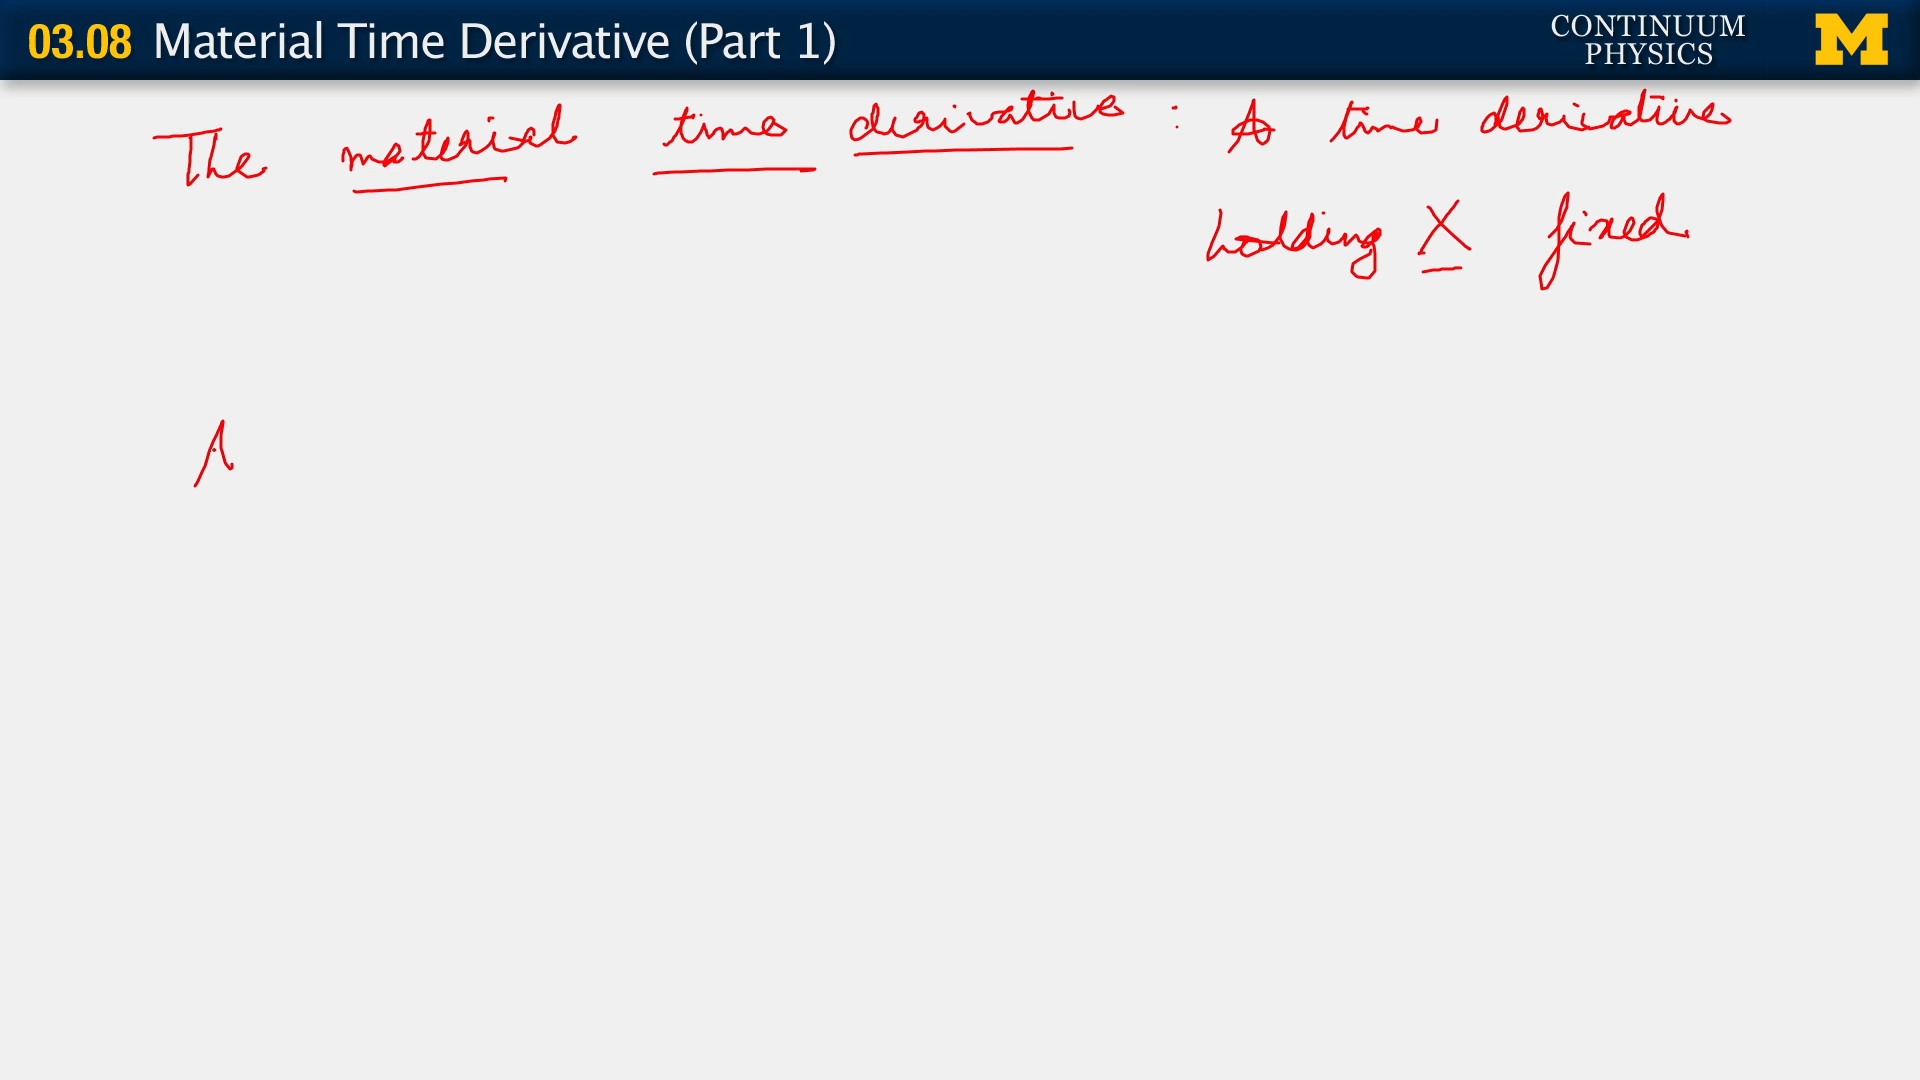 03.08 Material Time Derivative (Part 1)
CONTINUUM
PHYSICS
M
The material time derivative : A time derivative
holding X fixed